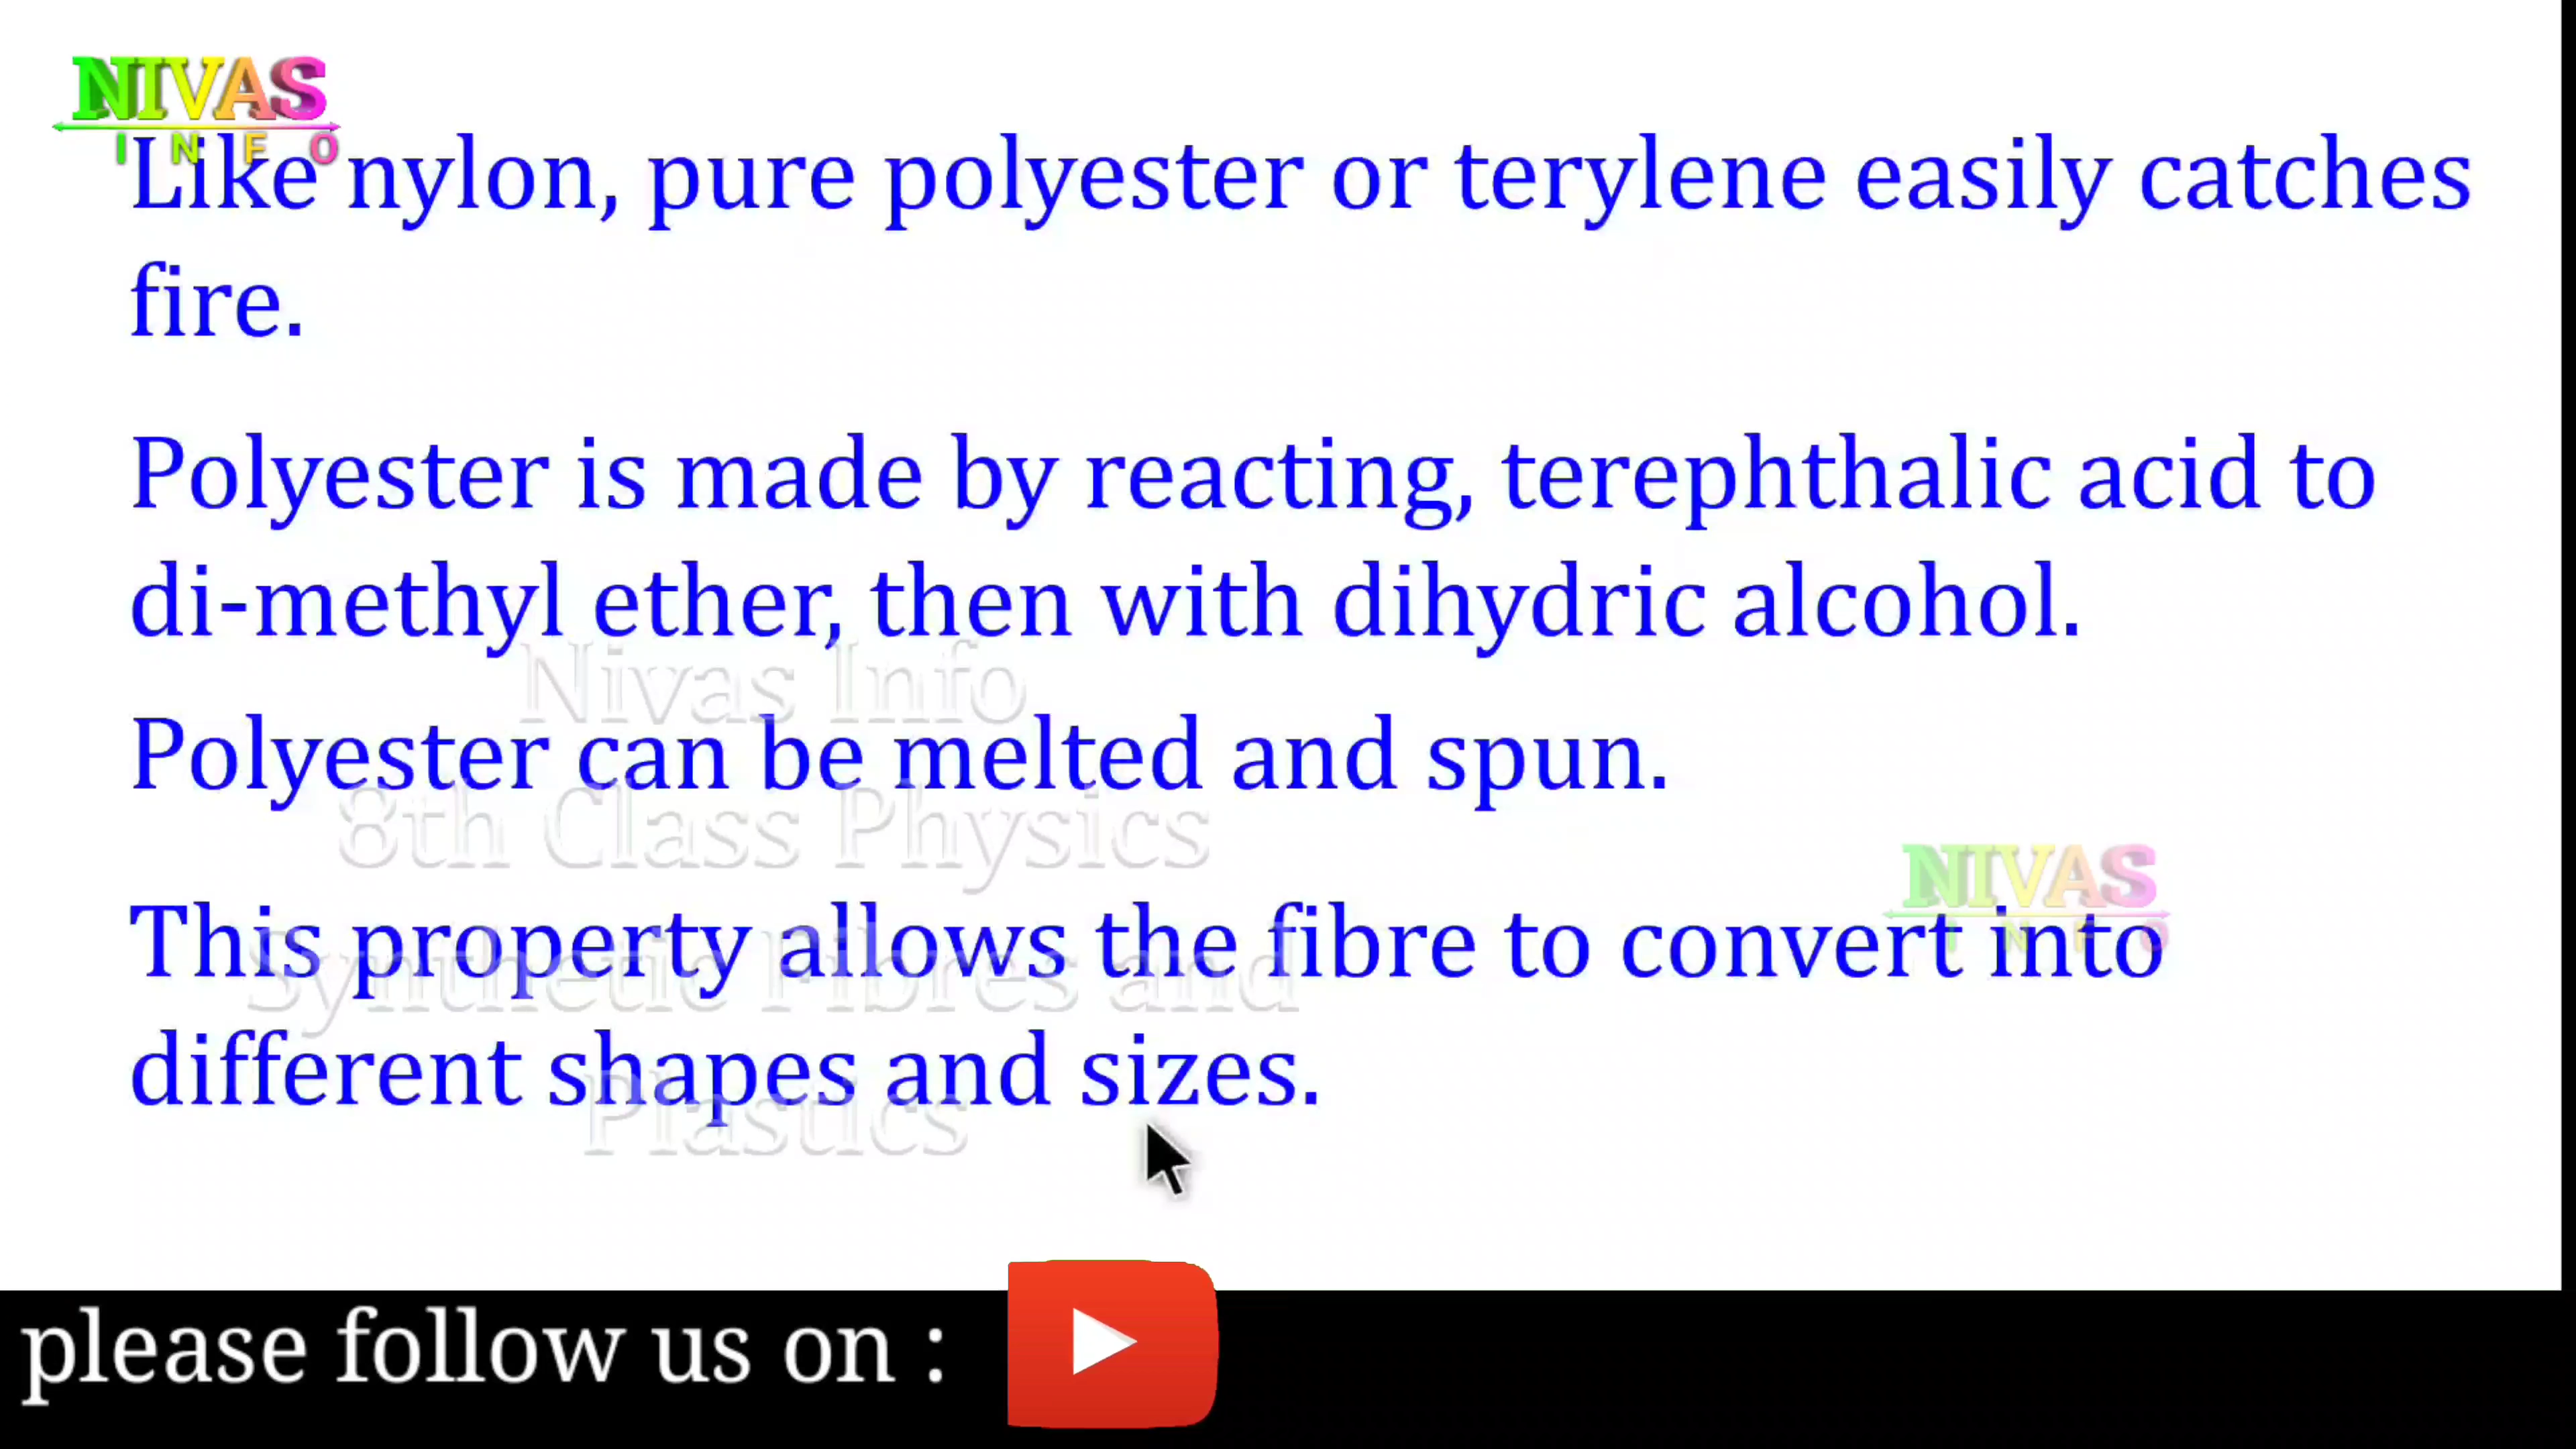 NIVAS
INFO
Like nylon, pure polyester or terylene easily catches
fire.
Polyester is made by reacting, terephthalic acid to
di-methyl ether, then with dihydric alcohol.
Nivas Info
Polyester can be melted and spun.
8th Class Physics
NIVAS
INFO
This property allows the fibre to convert into
Synthetic Fibres and
different shapes and sizes.
Plastics
please follow us on :